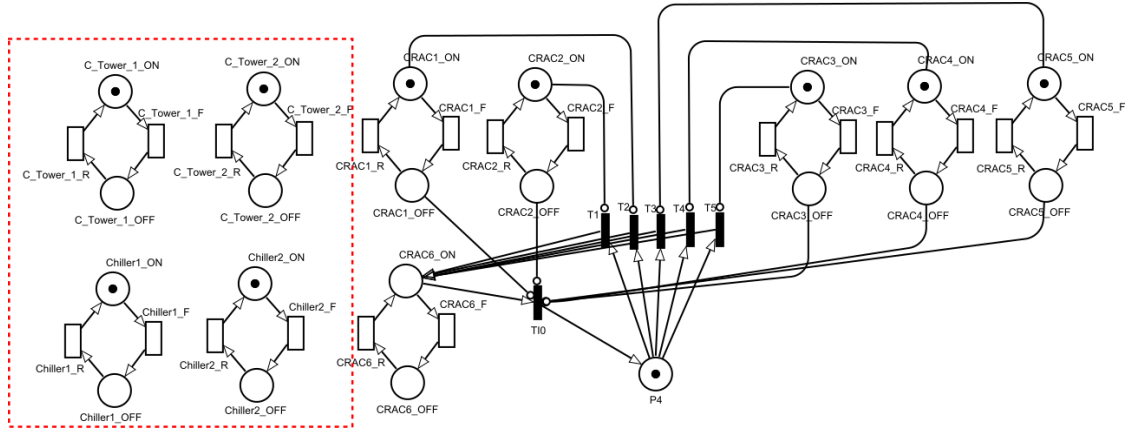 C_Tower_1_ON
C_Tower_2_ON
CRAC1_ON
CRAC2_ON
CRAC3_ON
CRAC4_ON
CRAC5_ON
C_Tower_1_F
C_Tower_2_F
CRAC1_F
CRAC2_F
CRAC3_F
CRAC4_F
CRAC5_F
C_Tower_1_R
C_Tower_2_R
CRAC1_R
CRAC2_R
CRAC3_R
CRAC4_R
CRAC5_R
C_Tower_1_OFF
C_Tower_2_OFF
CRAC1_OFF
CRAC2_OFF
T1
T2
T3
T4
T5
CRAC3_OFF
CRAC4_OFF
CRAC5_OFF
Chiller1_ON
Chiller2_ON
CRAC6_ON
Chiller1_F
Chiller2_F
CRAC6_F
TI0
Chiller1_R
Chiller2_R
CRAC6_R
Chiller1_OFF
Chiller2_OFF
CRAC6_OFF
P4